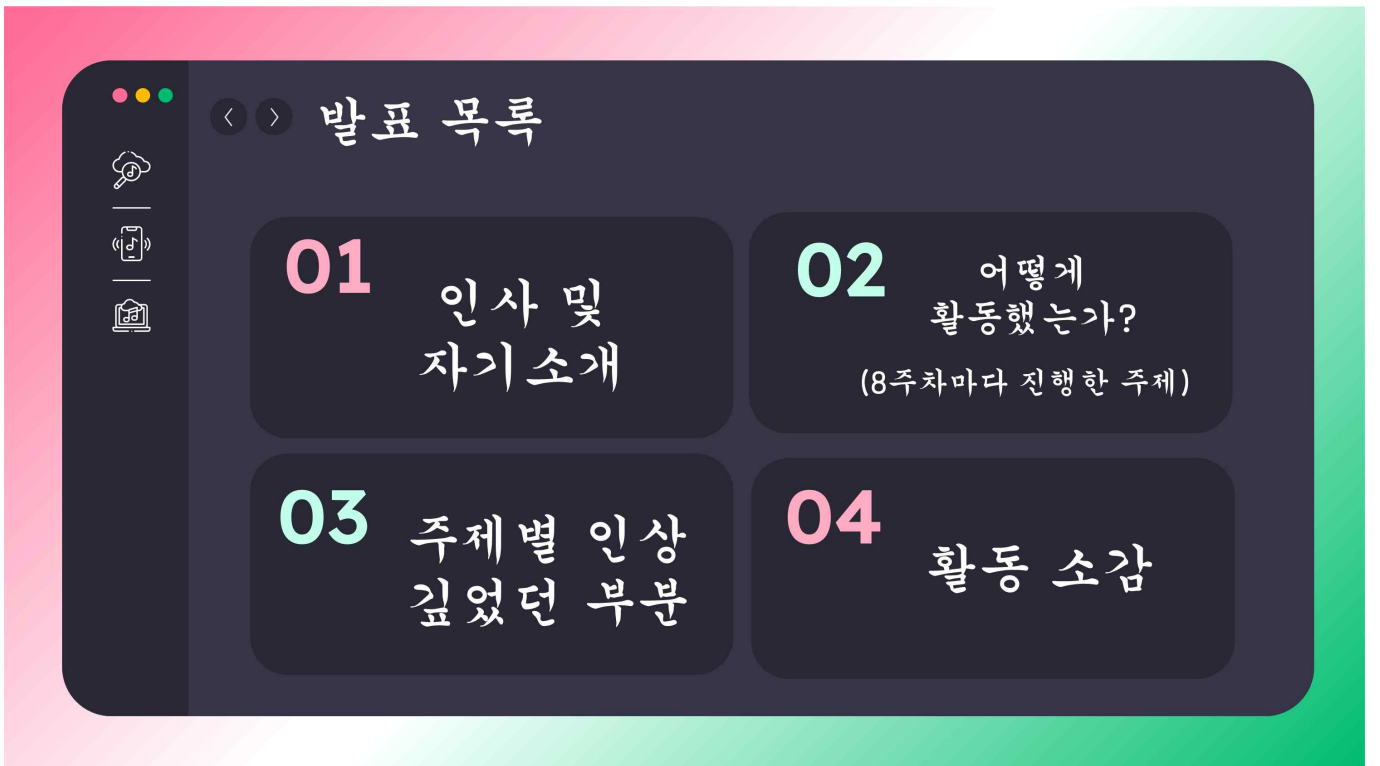 발표 목록
01
인사 및
자기소개
02
어떻게
활동했는가?
(8주차마다 진행한 주제)
03
주제별 인상
깊었던 부분
04
활동 소감